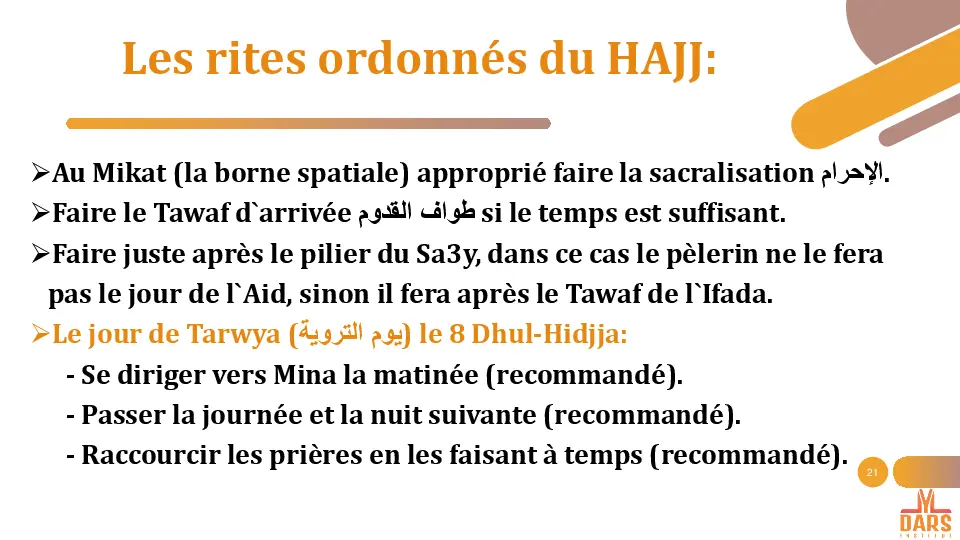 Les rites ordonnés du HAJJ:
➢Au Mikat (la borne spatiale) approprié faire la sacralisation الإحرام.
➢Faire le Tawaf d`arrivée طواف القدوم si le temps est suffisant.
➢Faire juste après le pilier du Sa3y, dans ce cas le pèlerin ne le fera
pas le jour de l`Aid, sinon il fera après le Tawaf de l`Ifada.
➢Le jour de Tarwya (يوم التروية) le 8 Dhul-Hidjja:
- Se diriger vers Mina la matinée (recommandé).
- Passer la journée et la nuit suivante (recommandé).
- Raccourcir les prières en les faisant à temps (recommandé).
21
DARS
INSTITUT